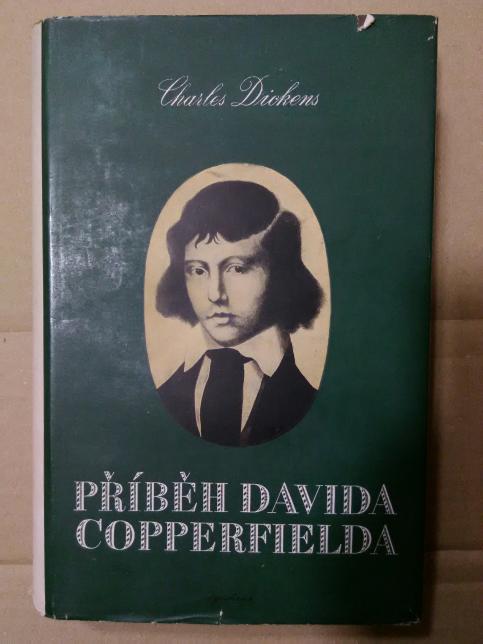 Charles Dickens
PŘÍBĚH DAVIDA
COPPERFIELDA